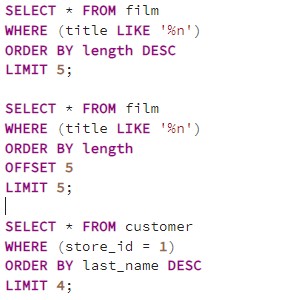 SELECT * FROM film
WHERE (title LIKE '%n')
ORDER BY length DESC
LIMIT 5;
SELECT * FROM film
WHERE (title LIKE '%n')
ORDER BY length
OFFSET 5
LIMIT 5;
SELECT * FROM customer
WHERE (store_id = 1)
ORDER BY last_name DESC
LIMIT 4;